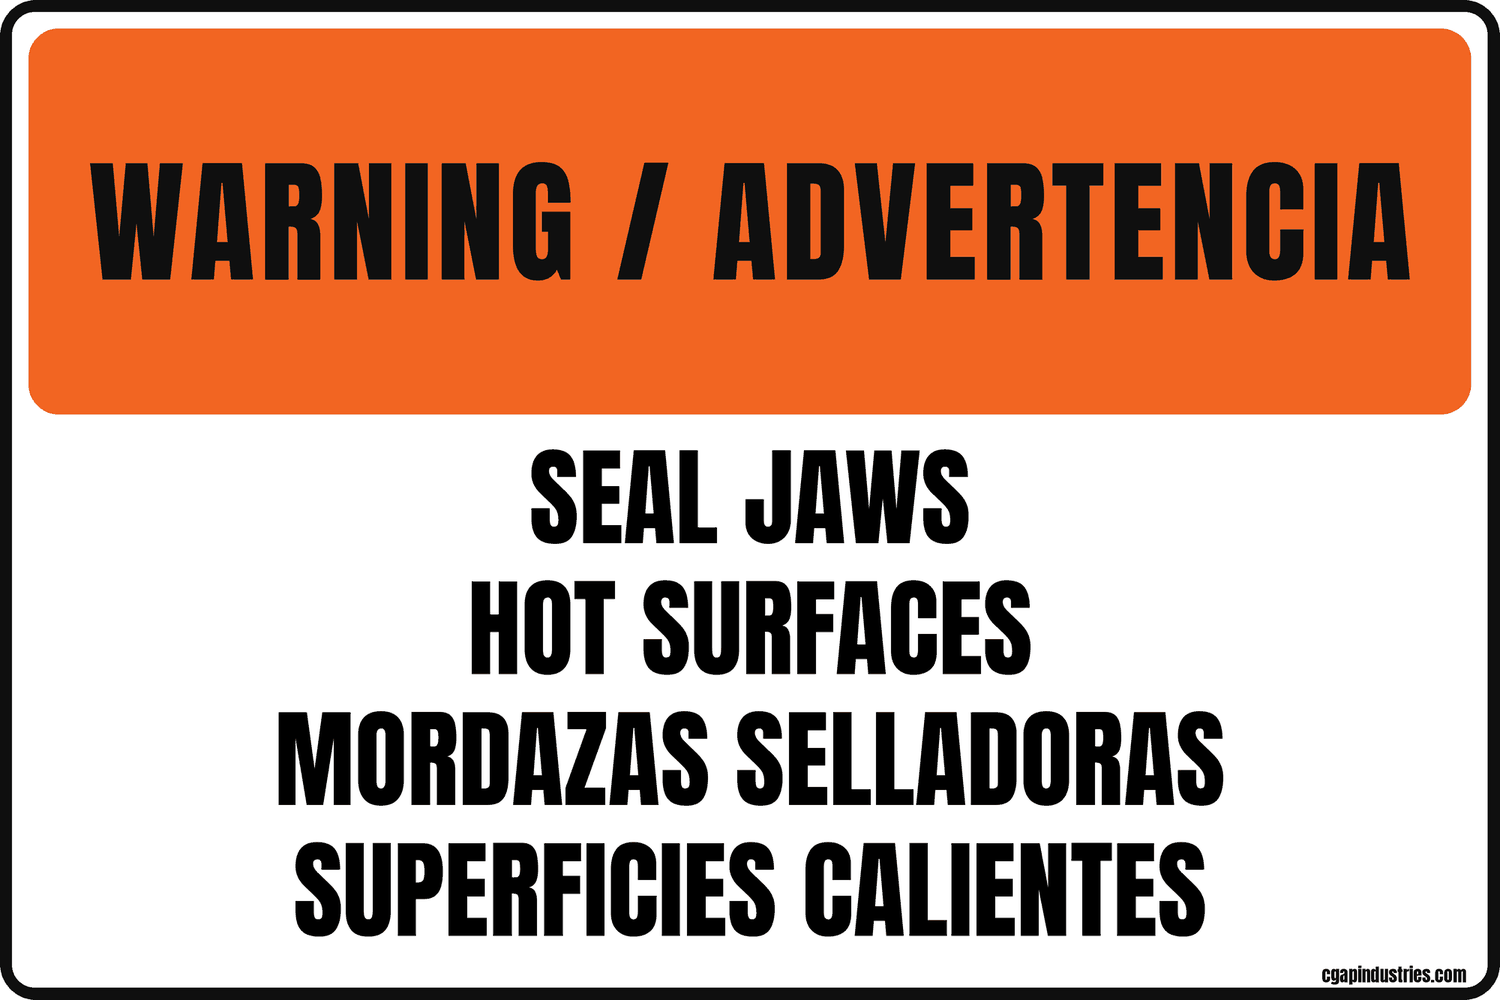 WARNING / ADVERTENCIA
SEAL JAWS
HOT SURFACES
MORDAZAS SELLADORAS
SUPERFICIES CALIENTES
cgapindustries.com